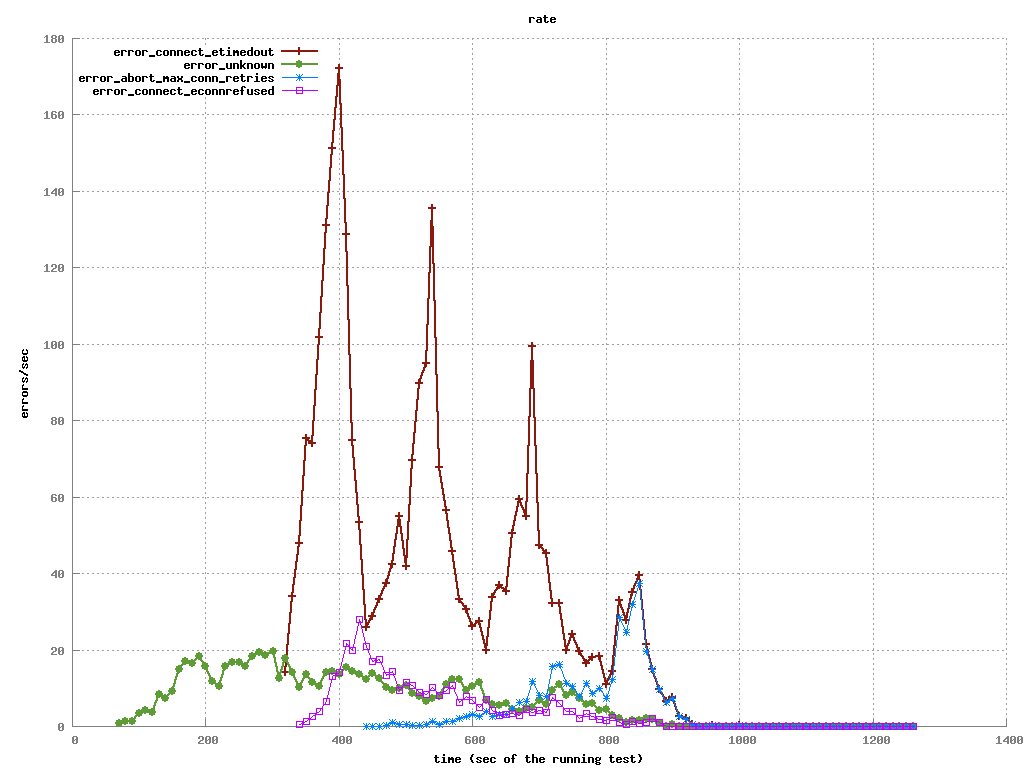 rate
180
160
140
120
100
80
60
40
20
0
errors/sec
error_connect_etimedout
error_unknown
error_abort_max_conn_retries
error_connect_econnrefused
0 200 400 600 800 1000 1200 1400
time (sec of the running test)